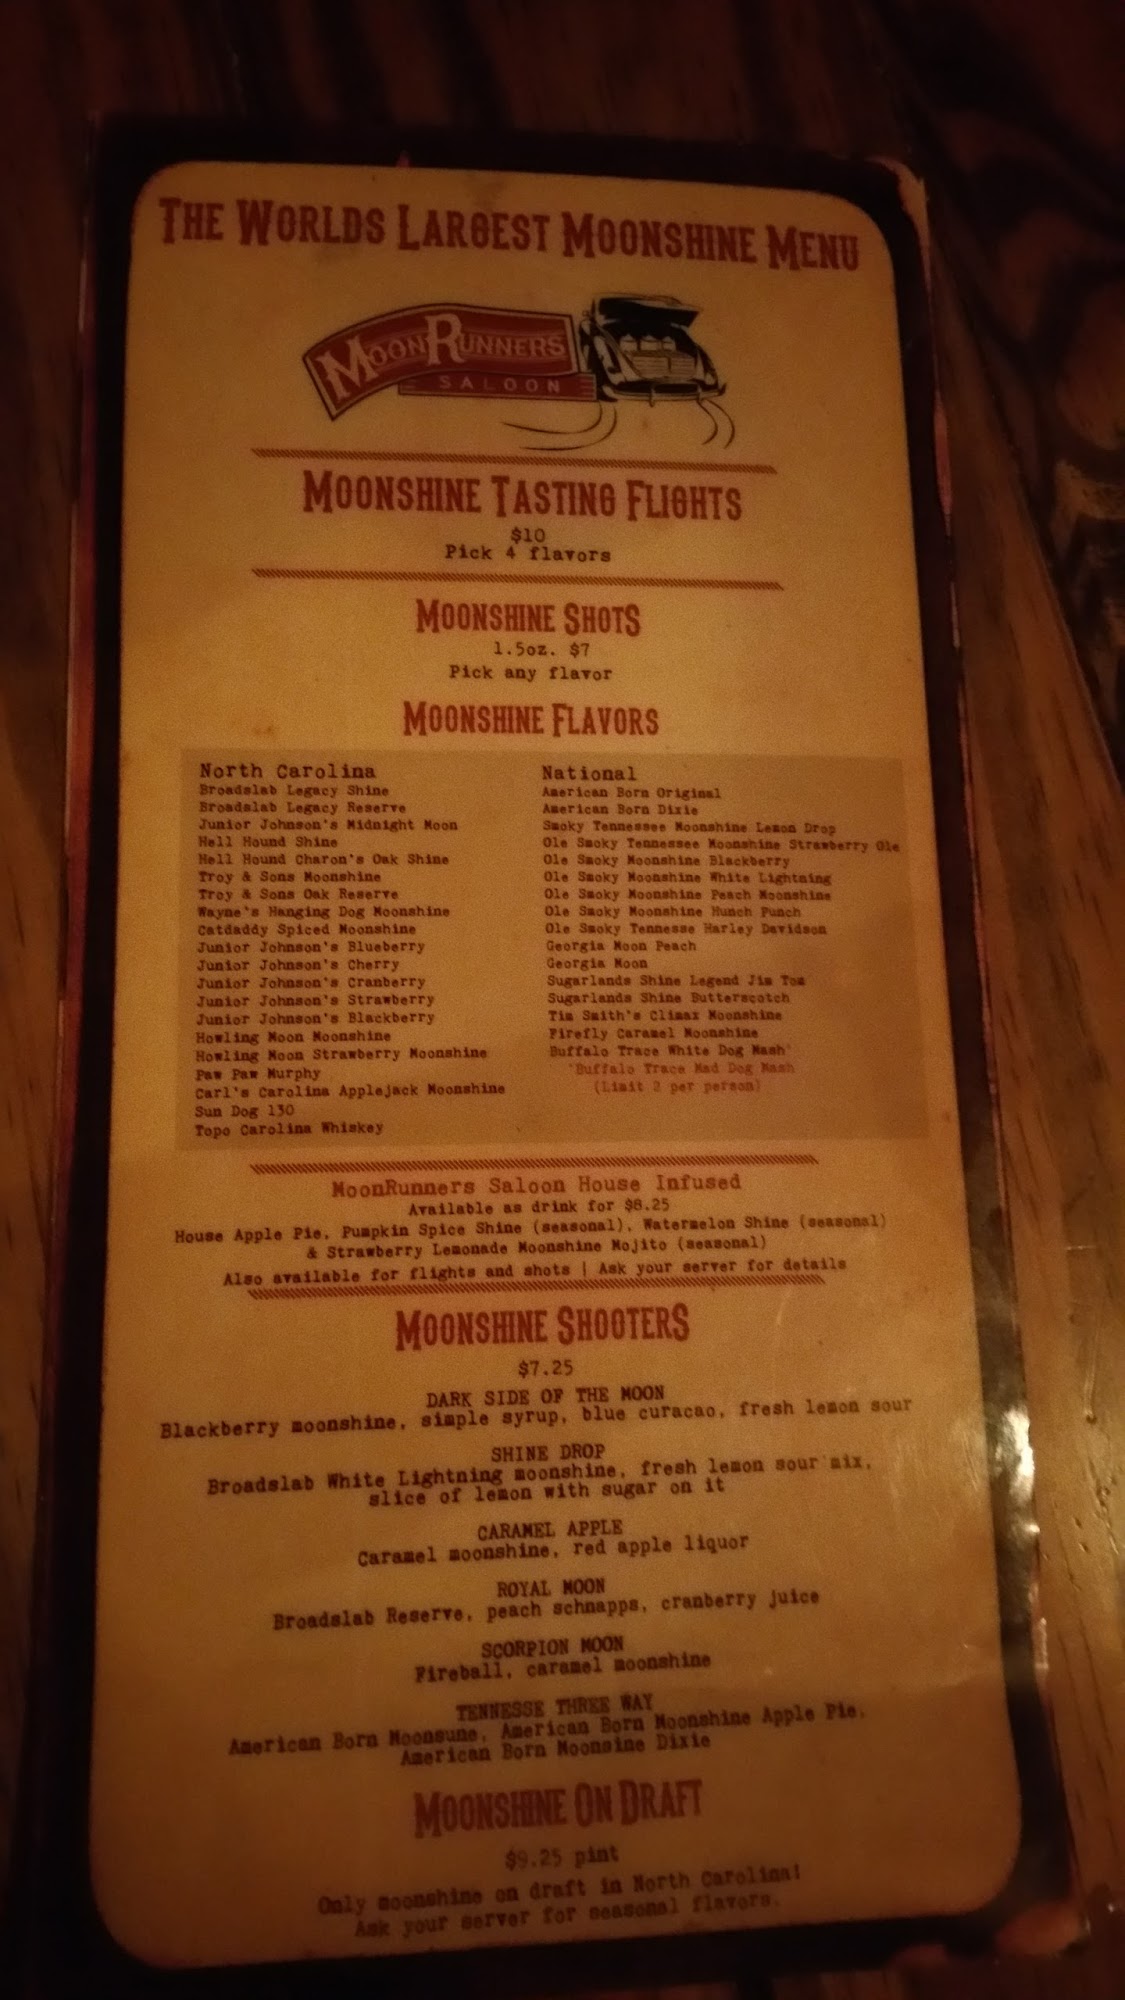 THE WORLDS LARGEST MOONSHINE MENU
MOONRUNNERS
SALOON
MOONSHINE TASTING FLIGHTS
$10
Pick 4 flavors
MOONSHINE SHOTS
1.5oz. $7
Pick any flavor
MOONSHINE FLAVORS
North Carolina
Broadslab Legacy Shine
Broadslab Legacy Reserve
Junior Johnson's Midnight Moon
Hell Hound Shine
Hell Hound Charon's Oak Shine
Troy & Sons Moonshine
Troy & Sons Oak Reserve
Wayne's Hanging Dog Moonshine
Catdaddy Spiced Moonshine
Junior Johnson's Blueberry
Junior Johnson's Cherry
Junior Johnson's Cranberry
Junior Johnson's Strawberry
Junior Johnson's Blackberry
Howling Moon Moonshine
Howling Moon Strawberry Moonshine
Paw Paw Murphy
Carl's Carolina Applejack Moonshine
Sun Dog 130
Topo Carolina Whiskey
National
American Born Original
American Born Dixie
Smoky Tennessee Moonshine Lemon Drop
Ole Smoky Tennessee Moonshine Strawberry Ole
Ole Smoky Moonshine Blackberry
Ole Smoky Moonshine White Lightning
Ole Smoky Moonshine Peach Moonshine
Ole Smoky Moonshine Hunch Punch
Ole Smoky Tennesse Harley Davidson
Georgia Moon Peach
Georgia Moon
Sugarlands Shine Legend Jim Tom
Sugarlands Shine Butterscotch
Tim Smith's Climax Moonshine
Firefly Caramel Moonshine
Buffalo Trace White Dog Mash*
*Buffalo Trace Mad Dog Mash
(Limit 2 per person)
MoonRunners Saloon House Infused
Available as drink for $8.25
House Apple Pie, Pumpkin Spice Shine (seasonal), Watermelon Shine (seasonal)
& Strawberry Lemonade Moonshine Mojito (seasonal)
Also available for flights and shots | Ask your server for details
MOONSHINE SHOOTERS
$7.25
DARK SIDE OF THE MOON
Blackberry moonshine, simple syrup, blue curacao, fresh lemon sour
SHINE DROP
Broadslab White Lightning moonshine, fresh lemon sour mix,
slice of lemon with sugar on it
CARAMEL APPLE
Caramel moonshine, red apple liquor
ROYAL MOON
Broadslab Reserve, peach schnapps, cranberry juice
SCORPION MOON
Fireball, caramel moonshine
TENNESSE THREE WAY
American Born Moonsune, American Born Moonshine Apple Pie,
American Born Moonsine Dixie
MOONSHINE ON DRAFT
$9.25 pint
Only moonshine on draft in North Carolina!
Ask your server for seasonal flavors.